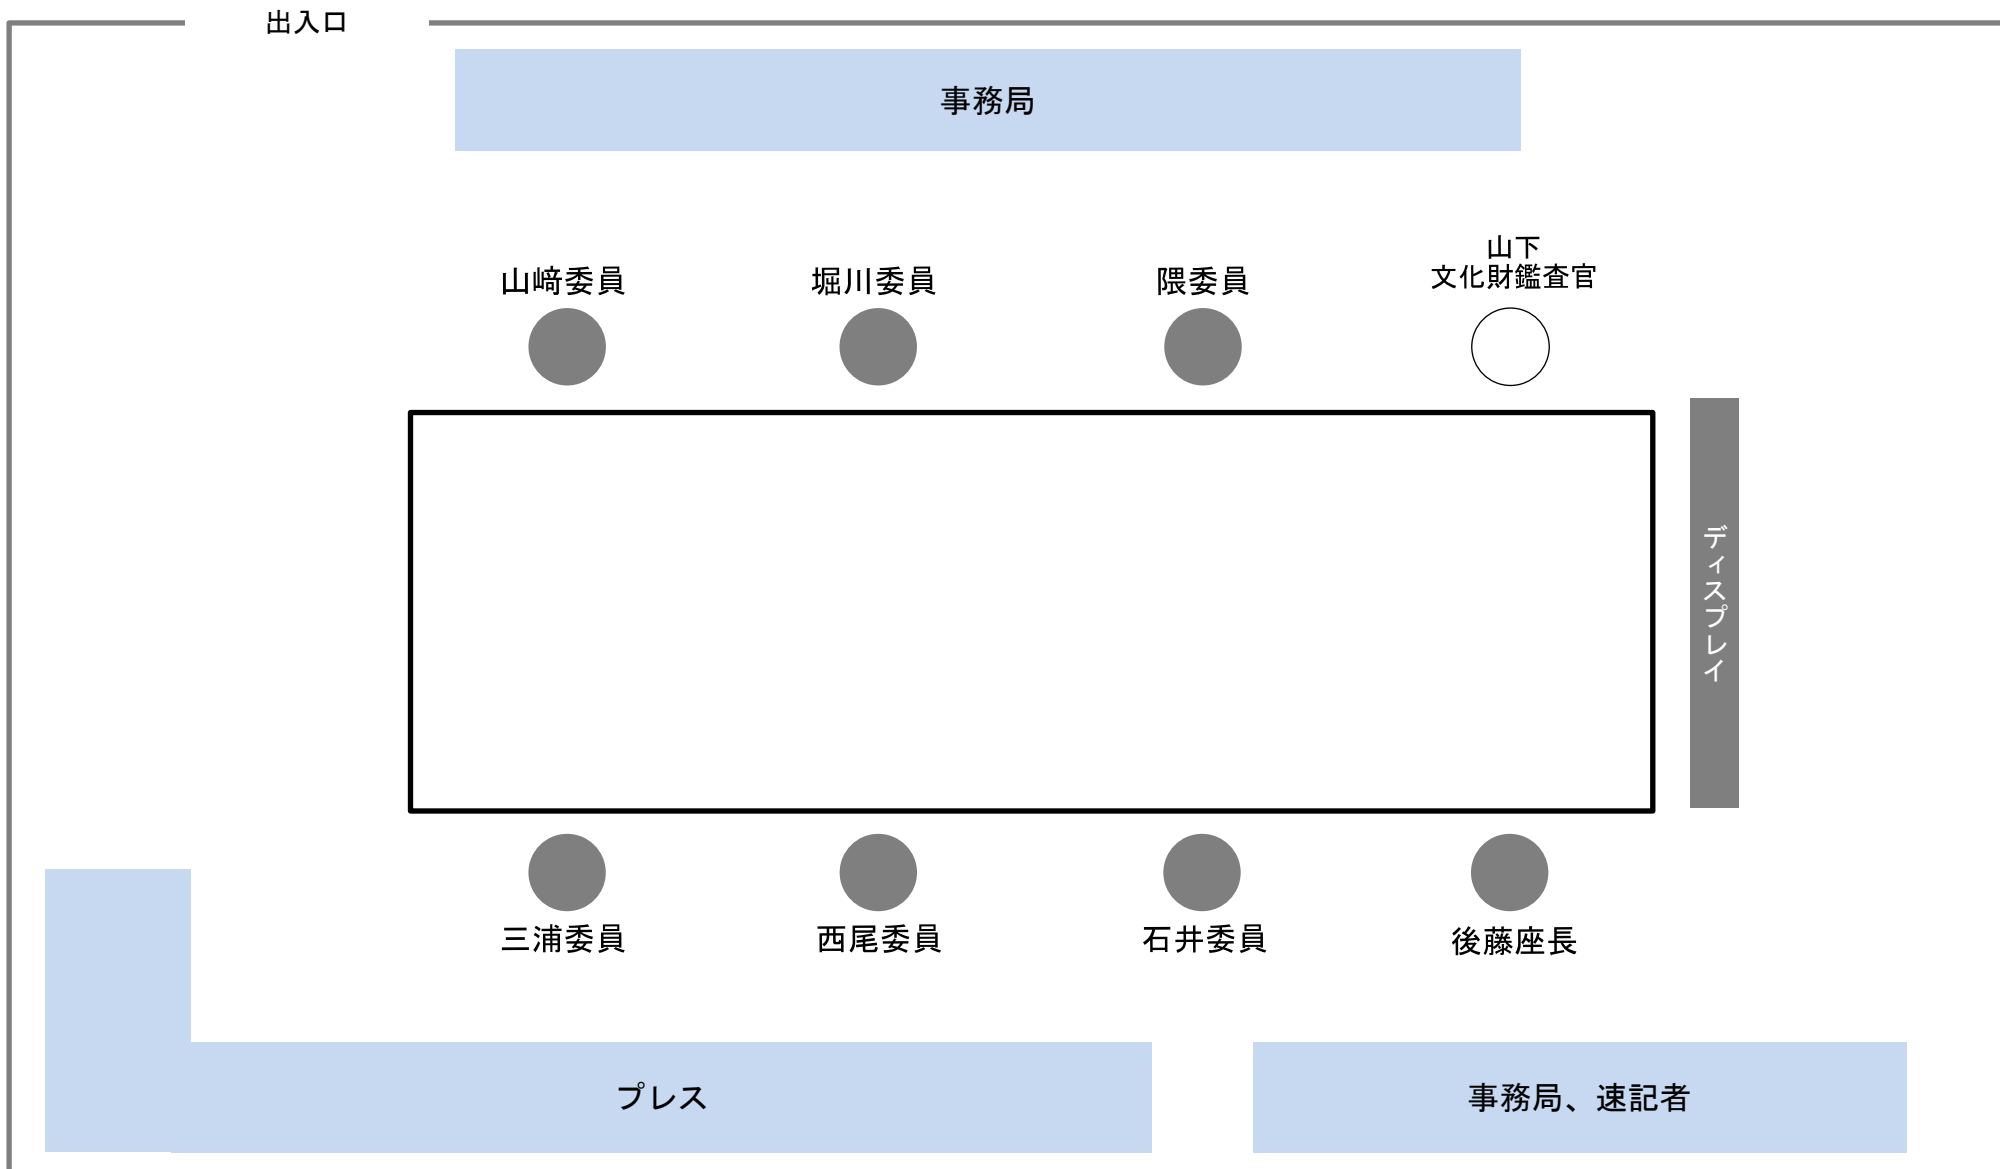 出入口
事務局
山﨑委員
堀川委員
隈委員
山下
文化財鑑査官
ディスプレイ
三浦委員
西尾委員
石井委員
後藤座長
プレス
事務局、速記者